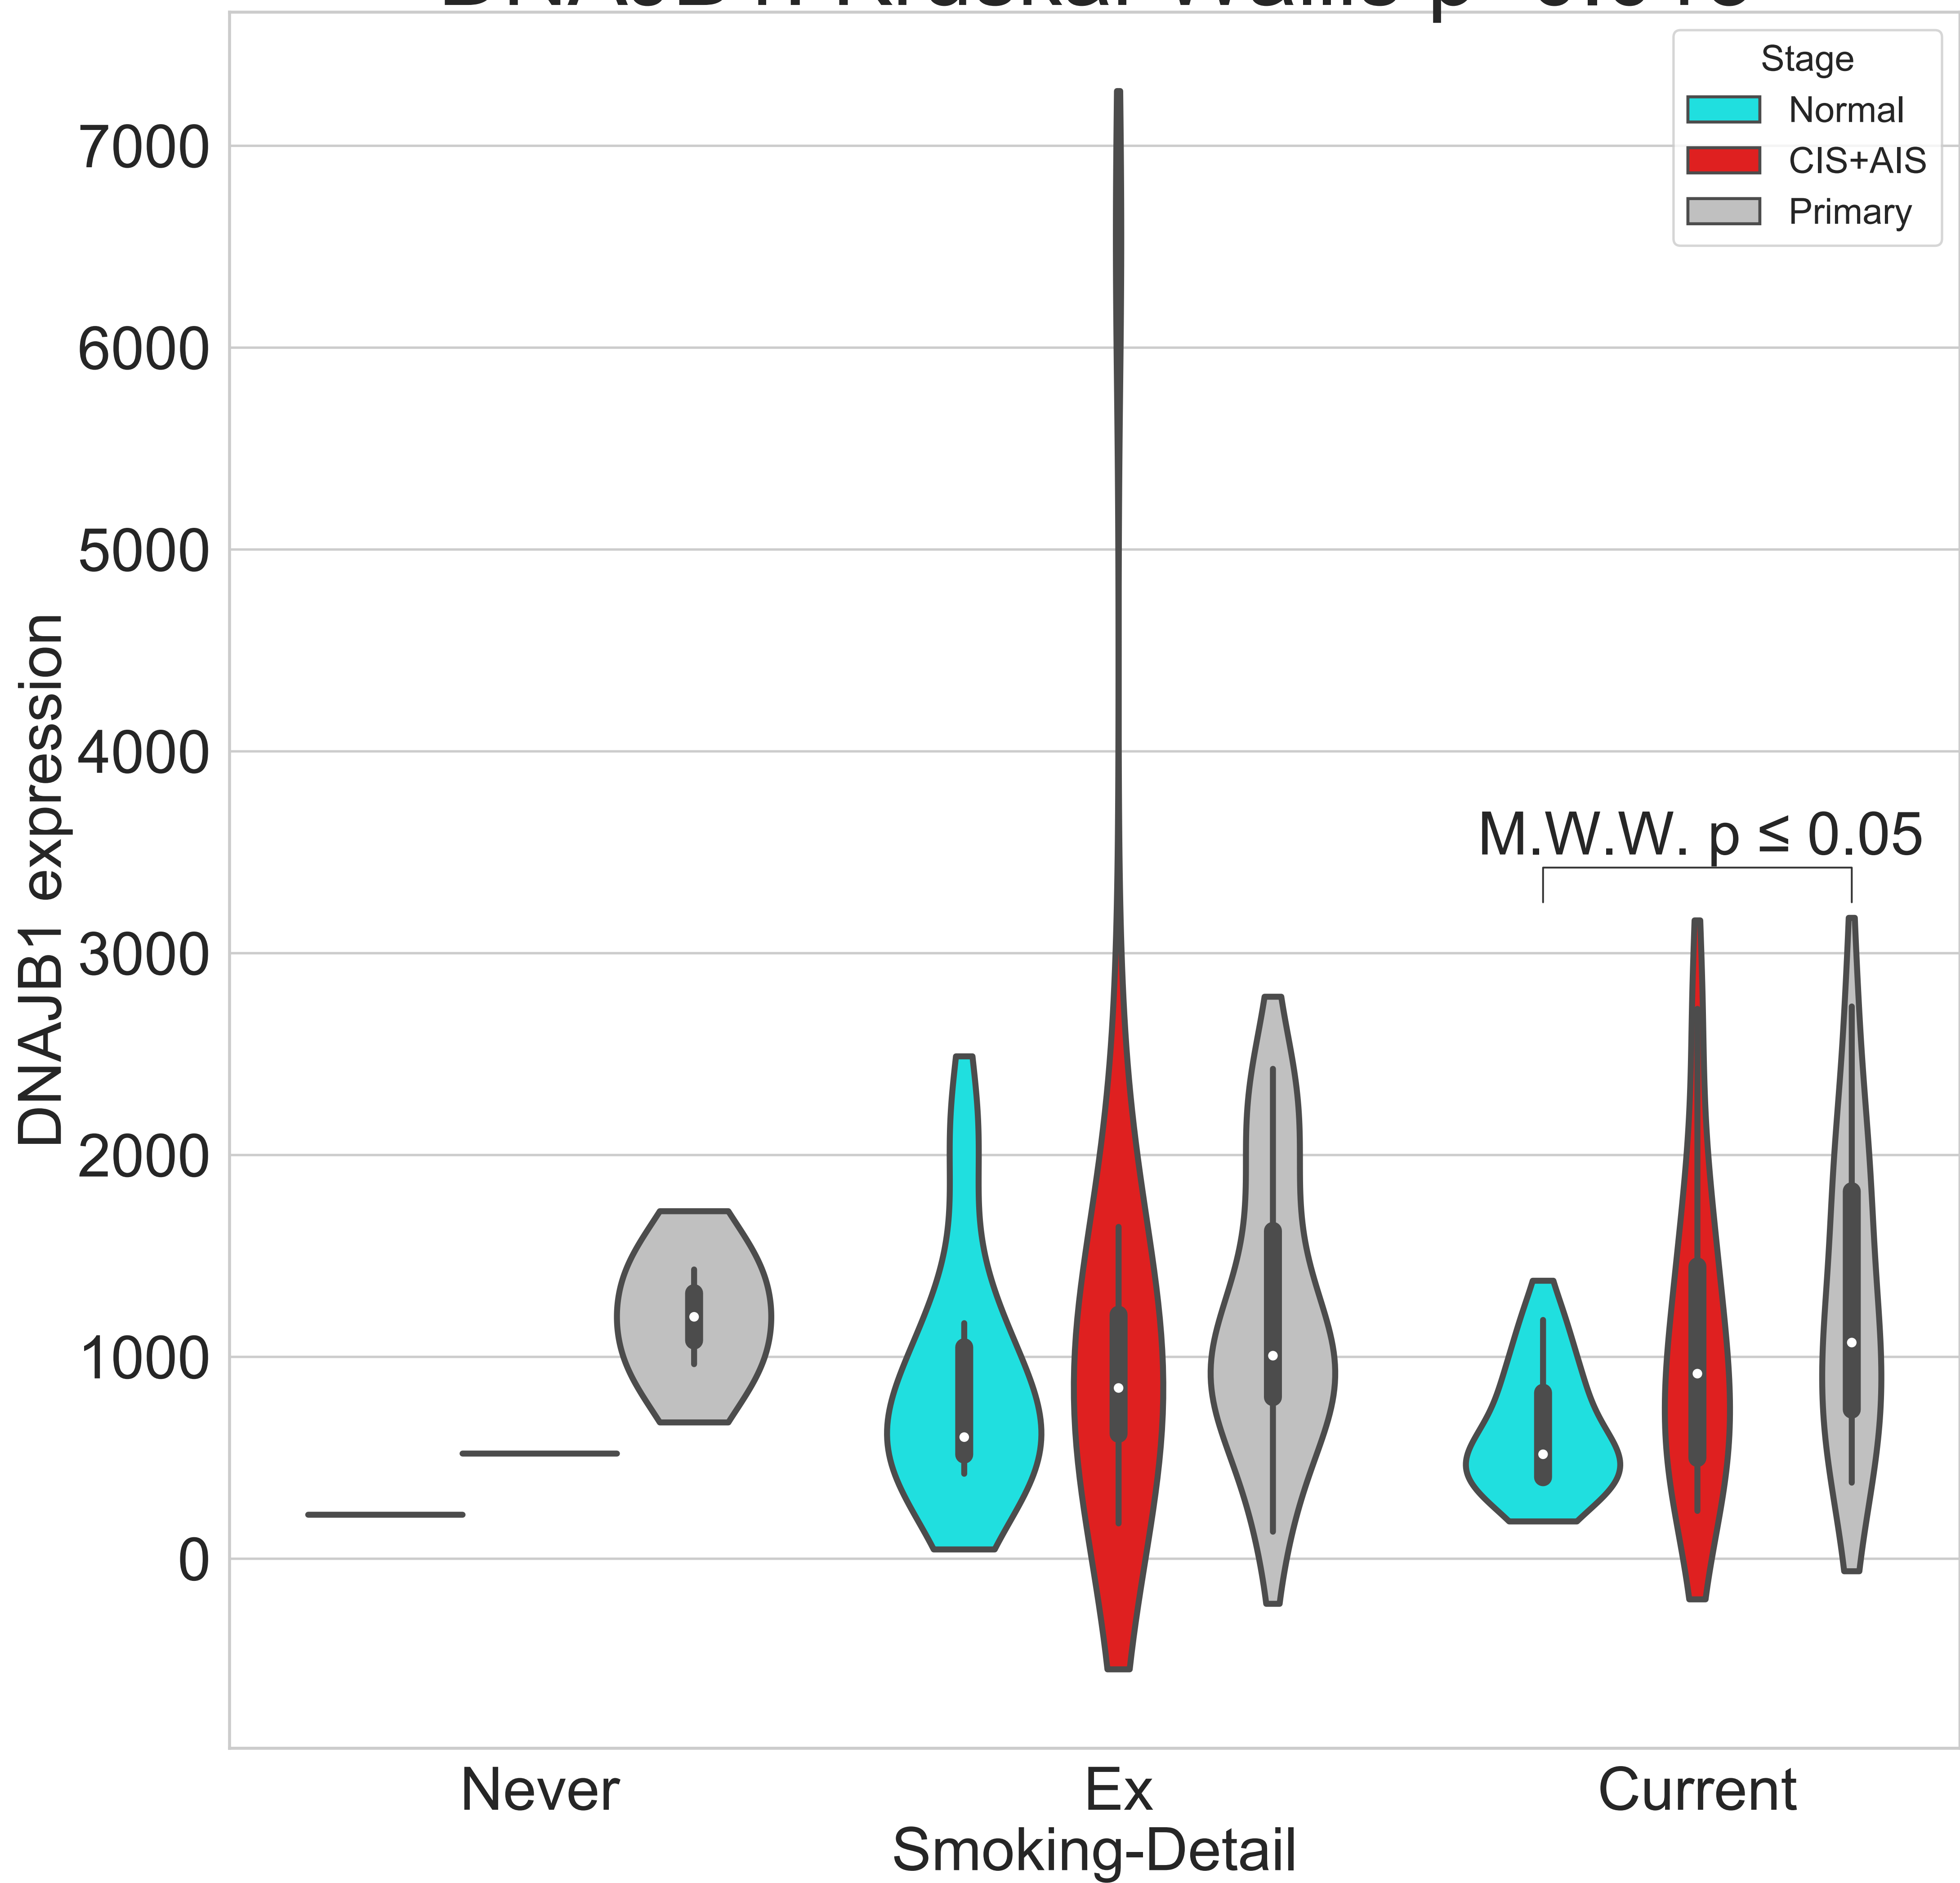 Stage
Normal
CIS+AIS
Primary
7000
6000
5000
4000
3000
2000
1000
0
DNAJB1 expression
M.W.W. p ≤ 0.05
Never
Ex
Current
Smoking-Detail